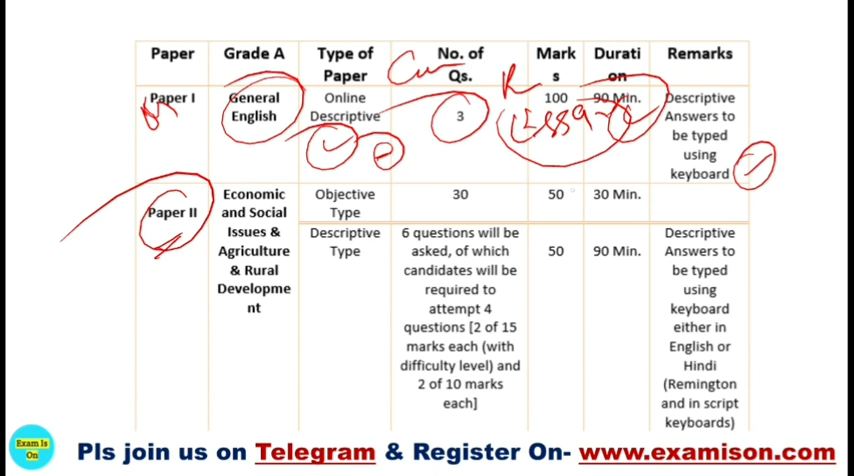 Paper Grade A Type of Paper No. of Qs. Mark s Durati on Remarks
Paper I General English Online Descriptive 3 100 90 Min. Descriptive Answers to be typed using keyboard
Essay
Paper II Economic and Social Issues & Agriculture & Rural Developme nt Objective Type 30 50 30 Min.
Descriptive Type 6 questions will be asked, of which candidates will be required to attempt 4 questions [2 of 15 marks each (with difficulty level) and 2 of 10 marks each] 50 90 Min. Descriptive Answers to be typed using keyboard either in English or Hindi (Remington and in script keyboards)
Exam Is
On
Pls join us on Telegram & Register On- www.examison.com